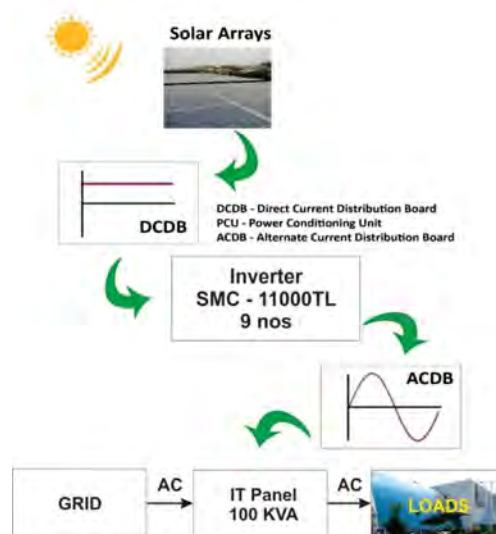 Solar Arrays
DCDB
DCDB - Direct Current Distribution Board
PCU - Power Conditioning Unit
ACDB - Alternate Current Distribution Board
Inverter
SMC - 11000TL
9 nos
ACDB
GRID
AC
IT Panel
100 KVA
AC
LOADS